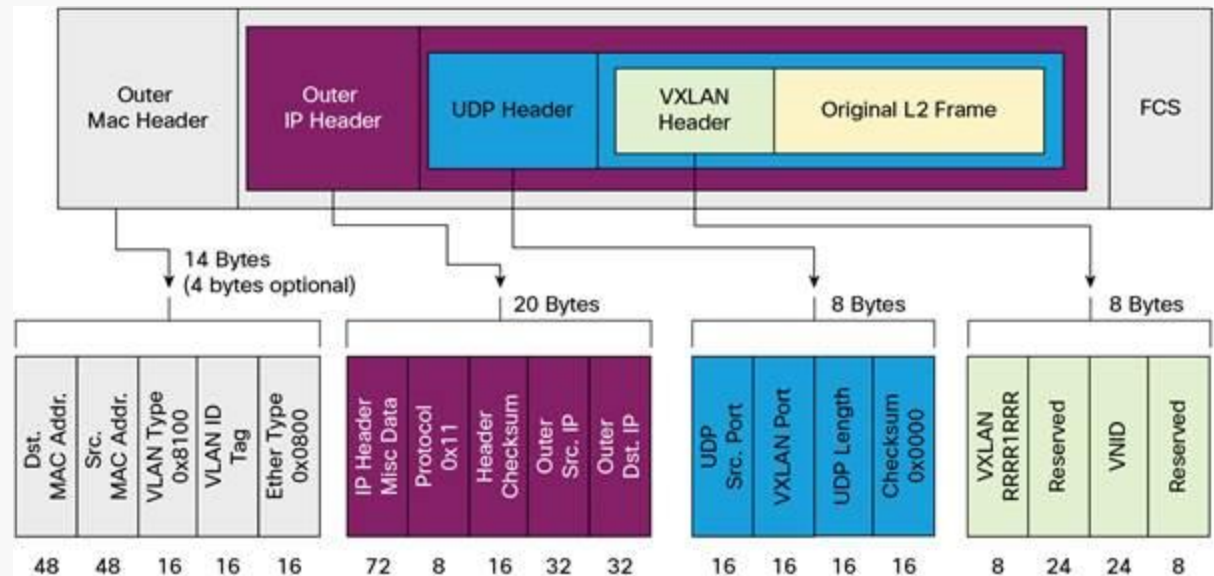 Outer
Mac Header
Outer
IP Header
UDP Header
VXLAN
Header
Original L2 Frame
FCS
14 Bytes
(4 bytes optional)
20 Bytes
8 Bytes
8 Bytes
Dst.
MAC Addr.
Src.
MAC Addr.
VLAN Type
0x8100
VLAN ID
Tag
Ether Type
0x0800
IP Header
Misc Data
Protocol
0x11
Header
Checksum
Outer
Src. IP
Outer
Dst. IP
UDP
Src. Port
VXLAN Port
UDP Length
Checksum
0x0000
VXLAN
RRRR1RRR
Reserved
VNID
Reserved
48 48 16 16 16
72 8 16 32 32
16 16 16 16
8 24 24 8